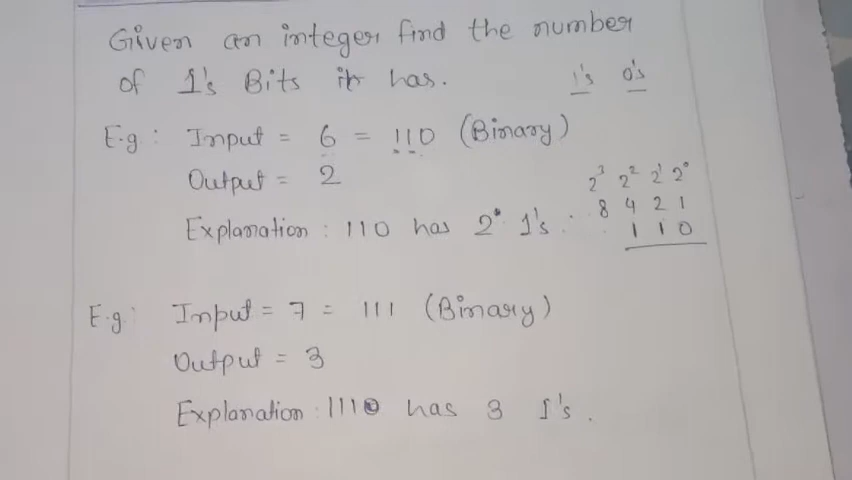 Given an integer find the number
of 1's Bits it has.
1's 0's
E.g : Input = 6 = 110 (Binary)
Output = 2
2³ 2² 2¹ 2⁰
8 4 2 1
1 1 0
Explanation : 110 has 2 1's.
E.g : Input = 7 = 111 (Binary)
Output = 3
Explanation : 111 has 3 1's.